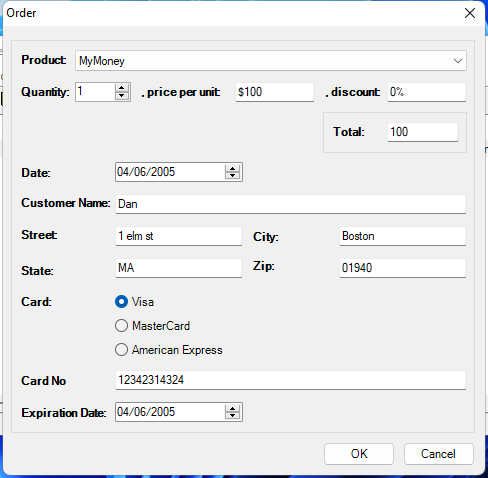 Order
Product: MyMoney
Quantity: 1 , price per unit: $100 , discount: 0%
Total: 100
Date: 04/06/2005
Customer Name: Dan
Street: 1 elm st City: Boston
State: MA Zip: 01940
Card: Visa
MasterCard
American Express
Card No 12342314324
Expiration Date: 04/06/2005
OK Cancel